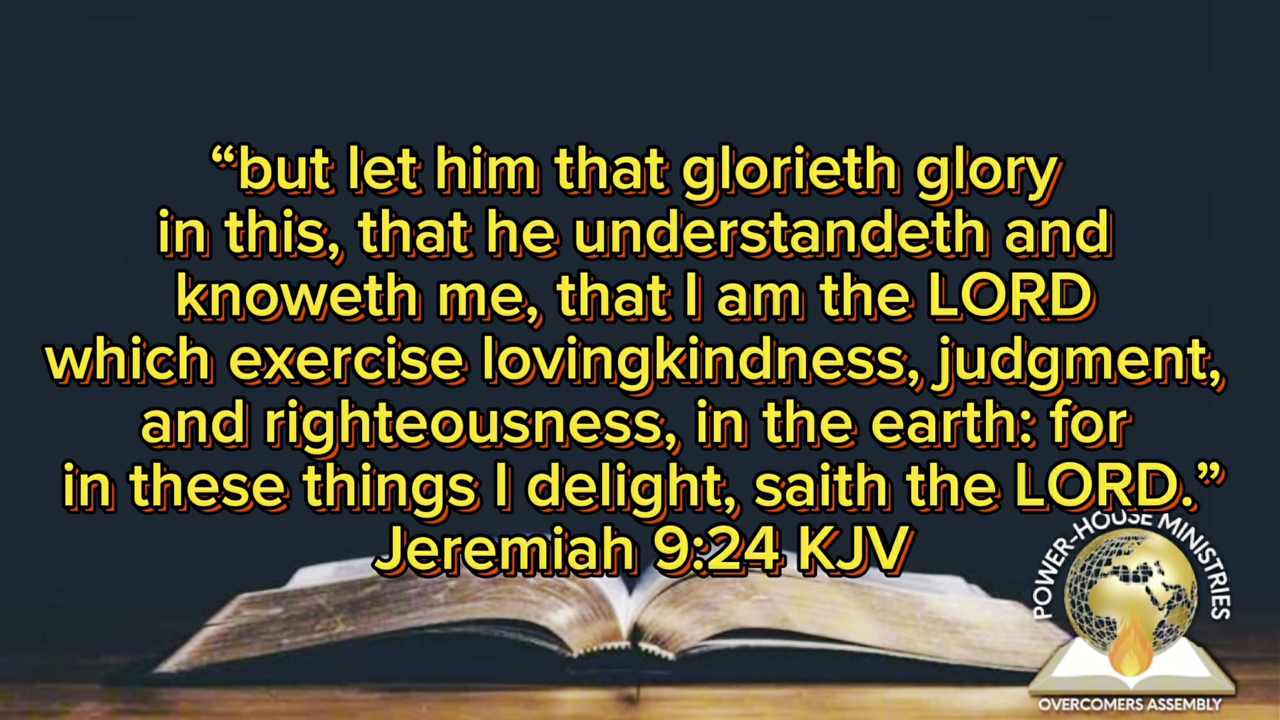 “but let him that glorieth glory
in this, that he understandeth and
knoweth me, that I am the LORD
which exercise lovingkindness, judgment,
and righteousness, in the earth: for
in these things I delight, saith the LORD.”
Jeremiah 9:24 KJV
POWER-HOUSE MINISTRIES
OVERCOMERS ASSEMBLY